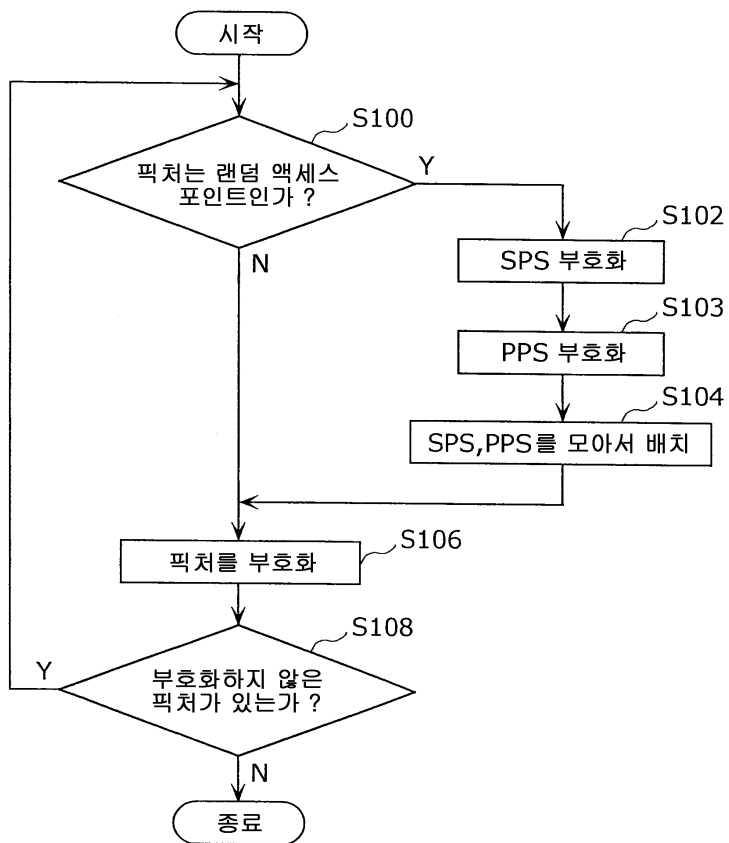 시작
S100
픽처는 랜덤 액세스
포인트인가 ?
Y
N
S102
SPS 부호화
S103
PPS 부호화
S104
SPS,PPS를 모아서 배치
S106
픽처를 부호화
S108
부호화하지 않은
픽처가 있는가 ?
Y
N
종료